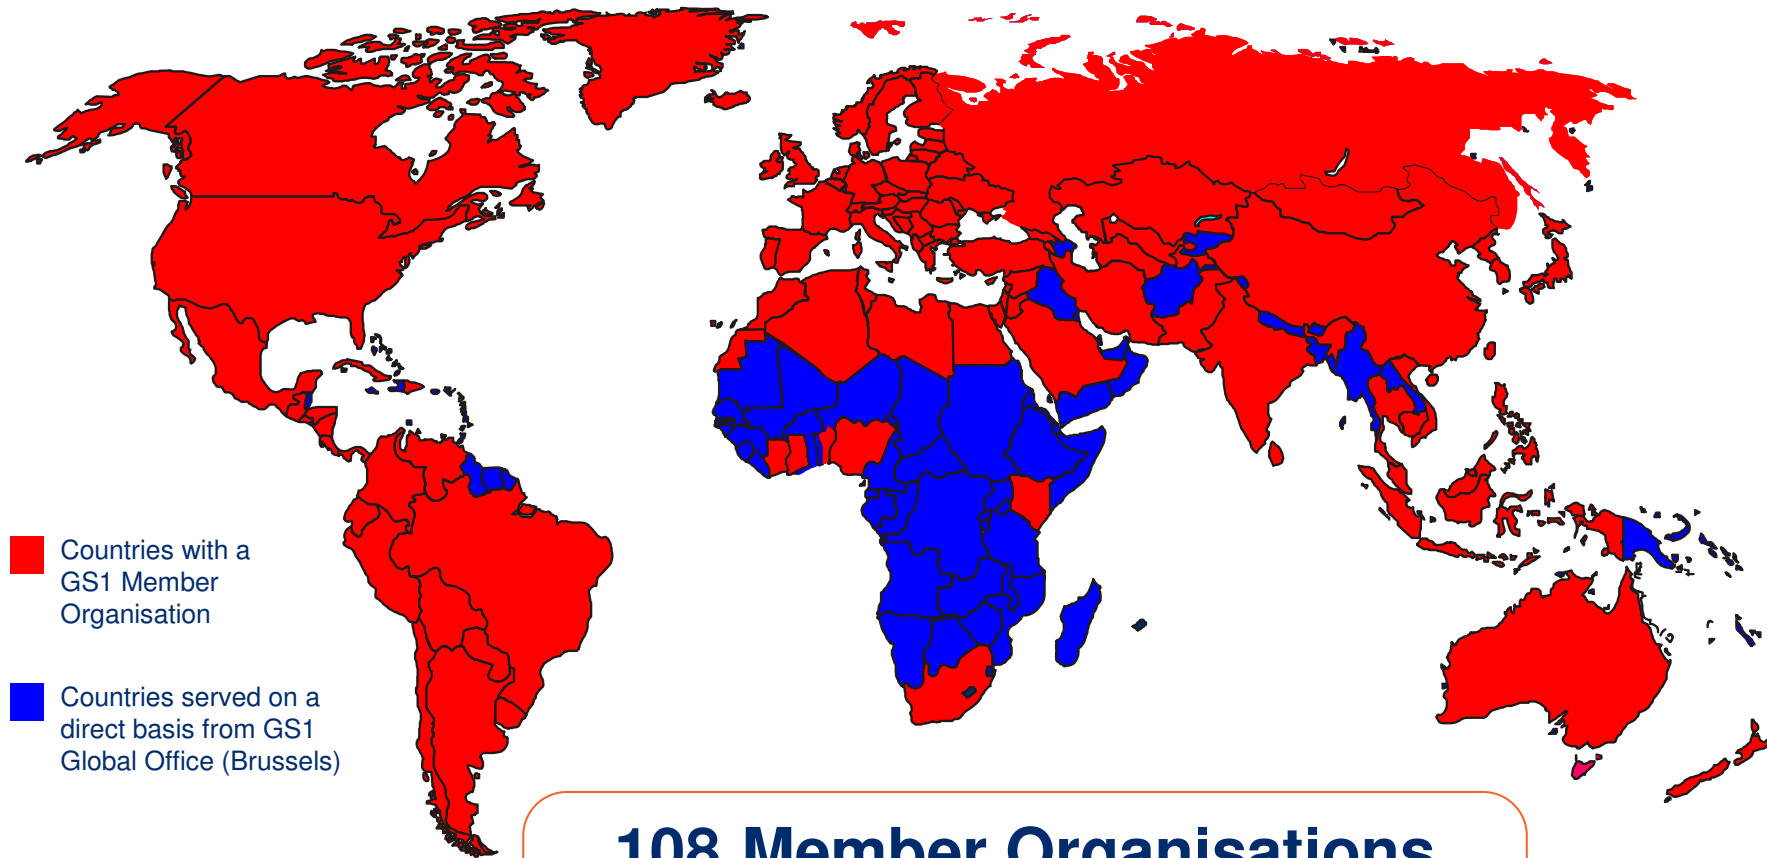 Countries with a
GS1 Member
Organisation
Countries served on a
direct basis from GS1
Global Office (Brussels)
108 Member Organisations